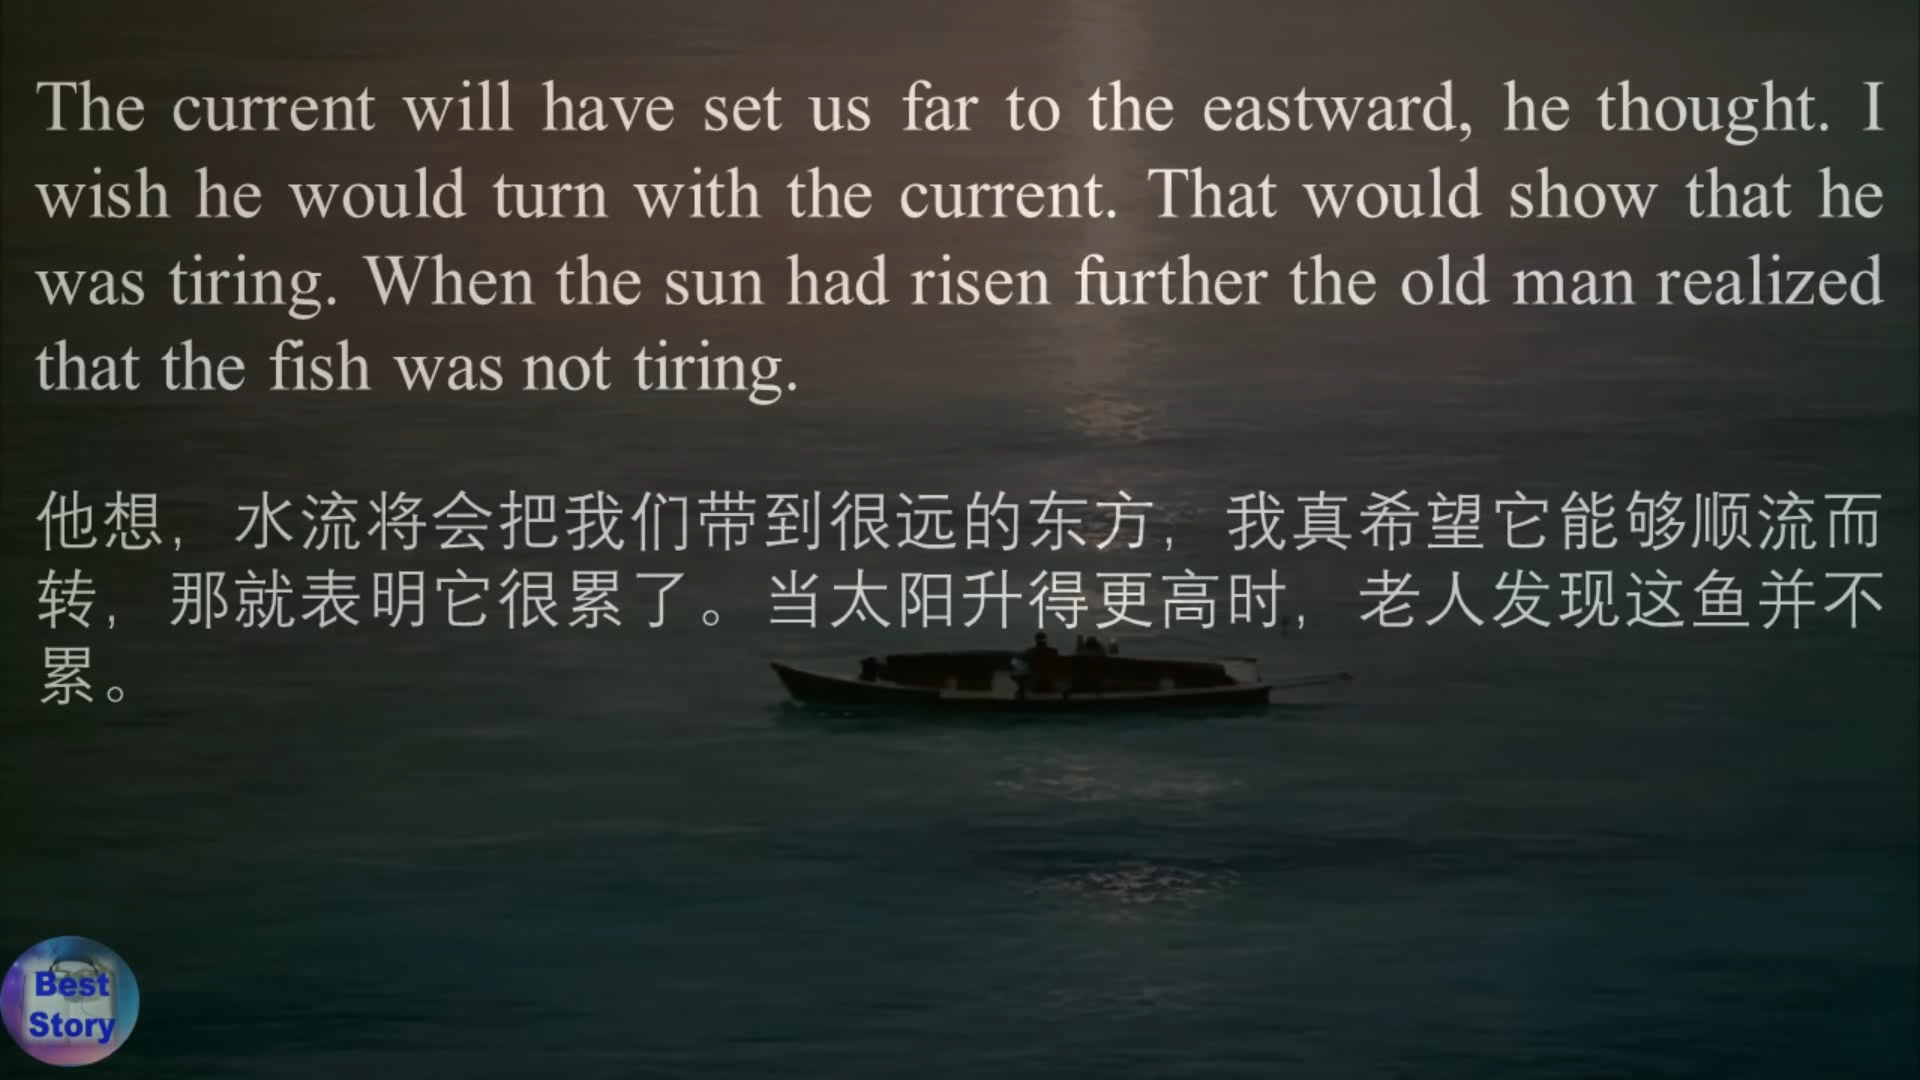 The current will have set us far to the eastward, he thought. I
wish he would turn with the current. That would show that he
was tiring. When the sun had risen further the old man realized
that the fish was not tiring.
他想，水流将会把我们带到很远的东方，我真希望它能够顺流而
转，那就表明它很累了。当太阳升得更高时，老人发现这鱼并不
累。
Best
Story